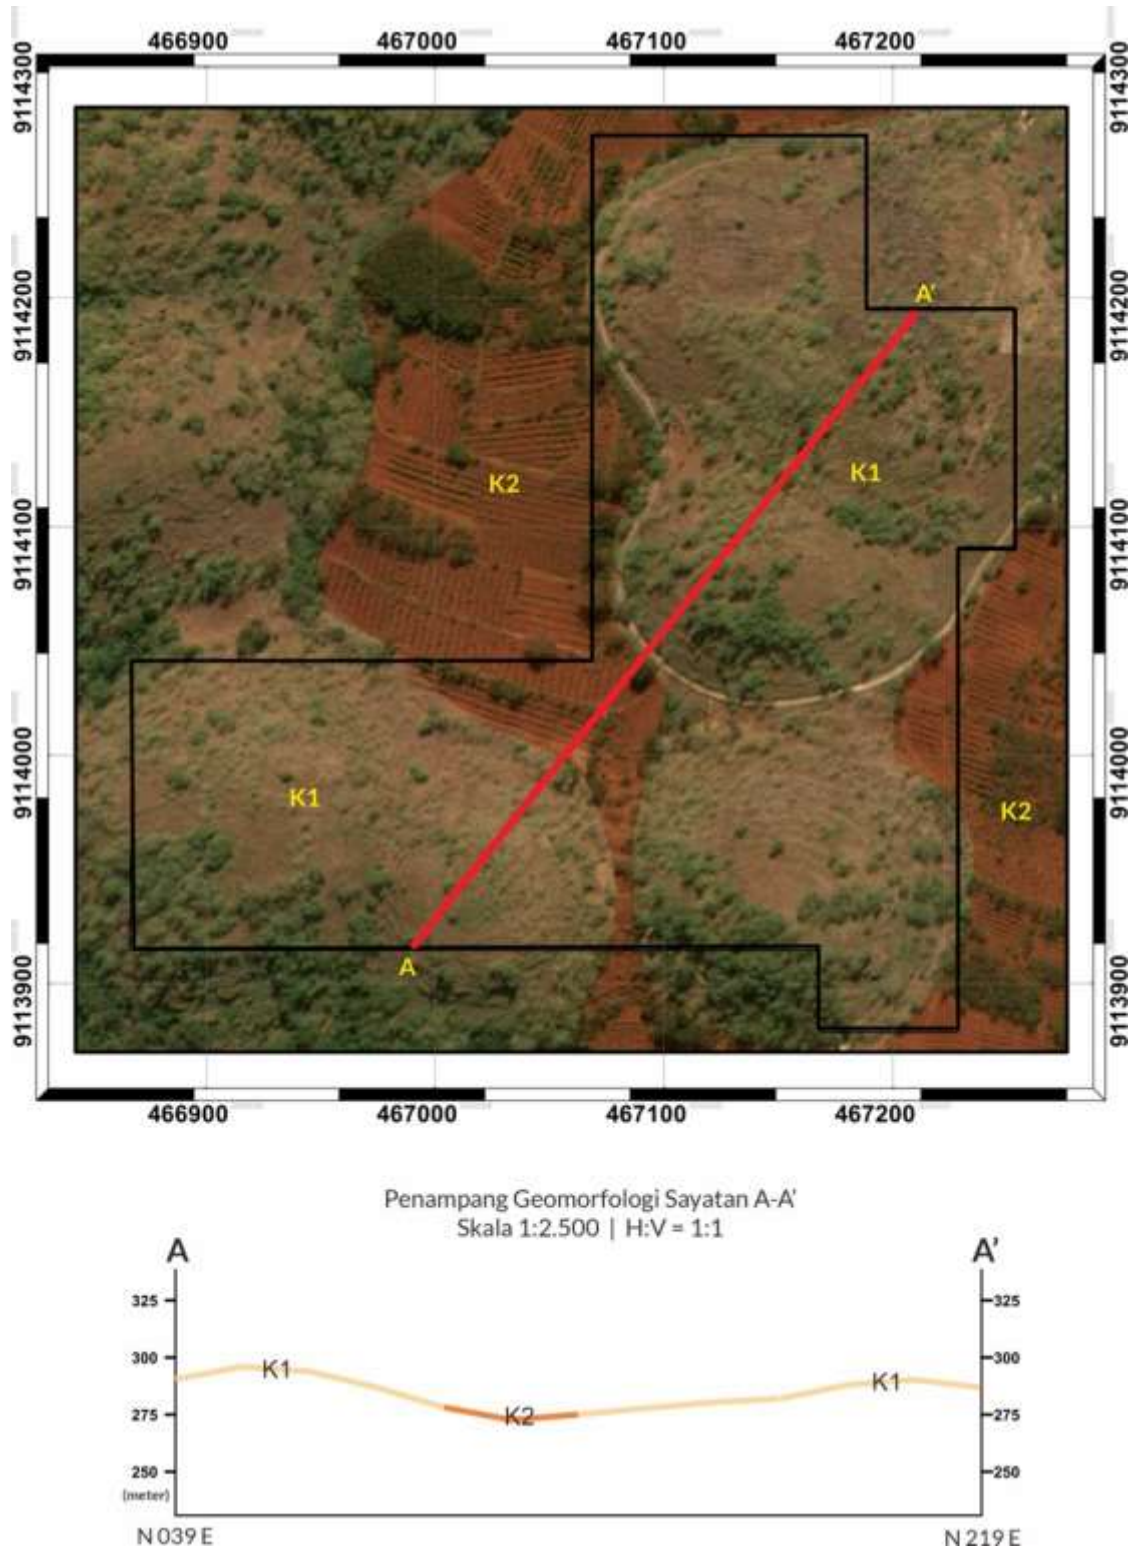 466900 467000 467100 467200
9114300 9114300
A'
9114200 9114200
K1
K2
9114100 9114100
9114000 9114000
K1
K2
A
9113900 9113900
466900 467000 467100 467200
Penampang Geomorfologi Sayatan A-A'
Skala 1:2.500 | H:V = 1:1
A A'
325 325
300 300
K1 K1
275 275
K2
250 250
(meter)
N 039 E N 219 E